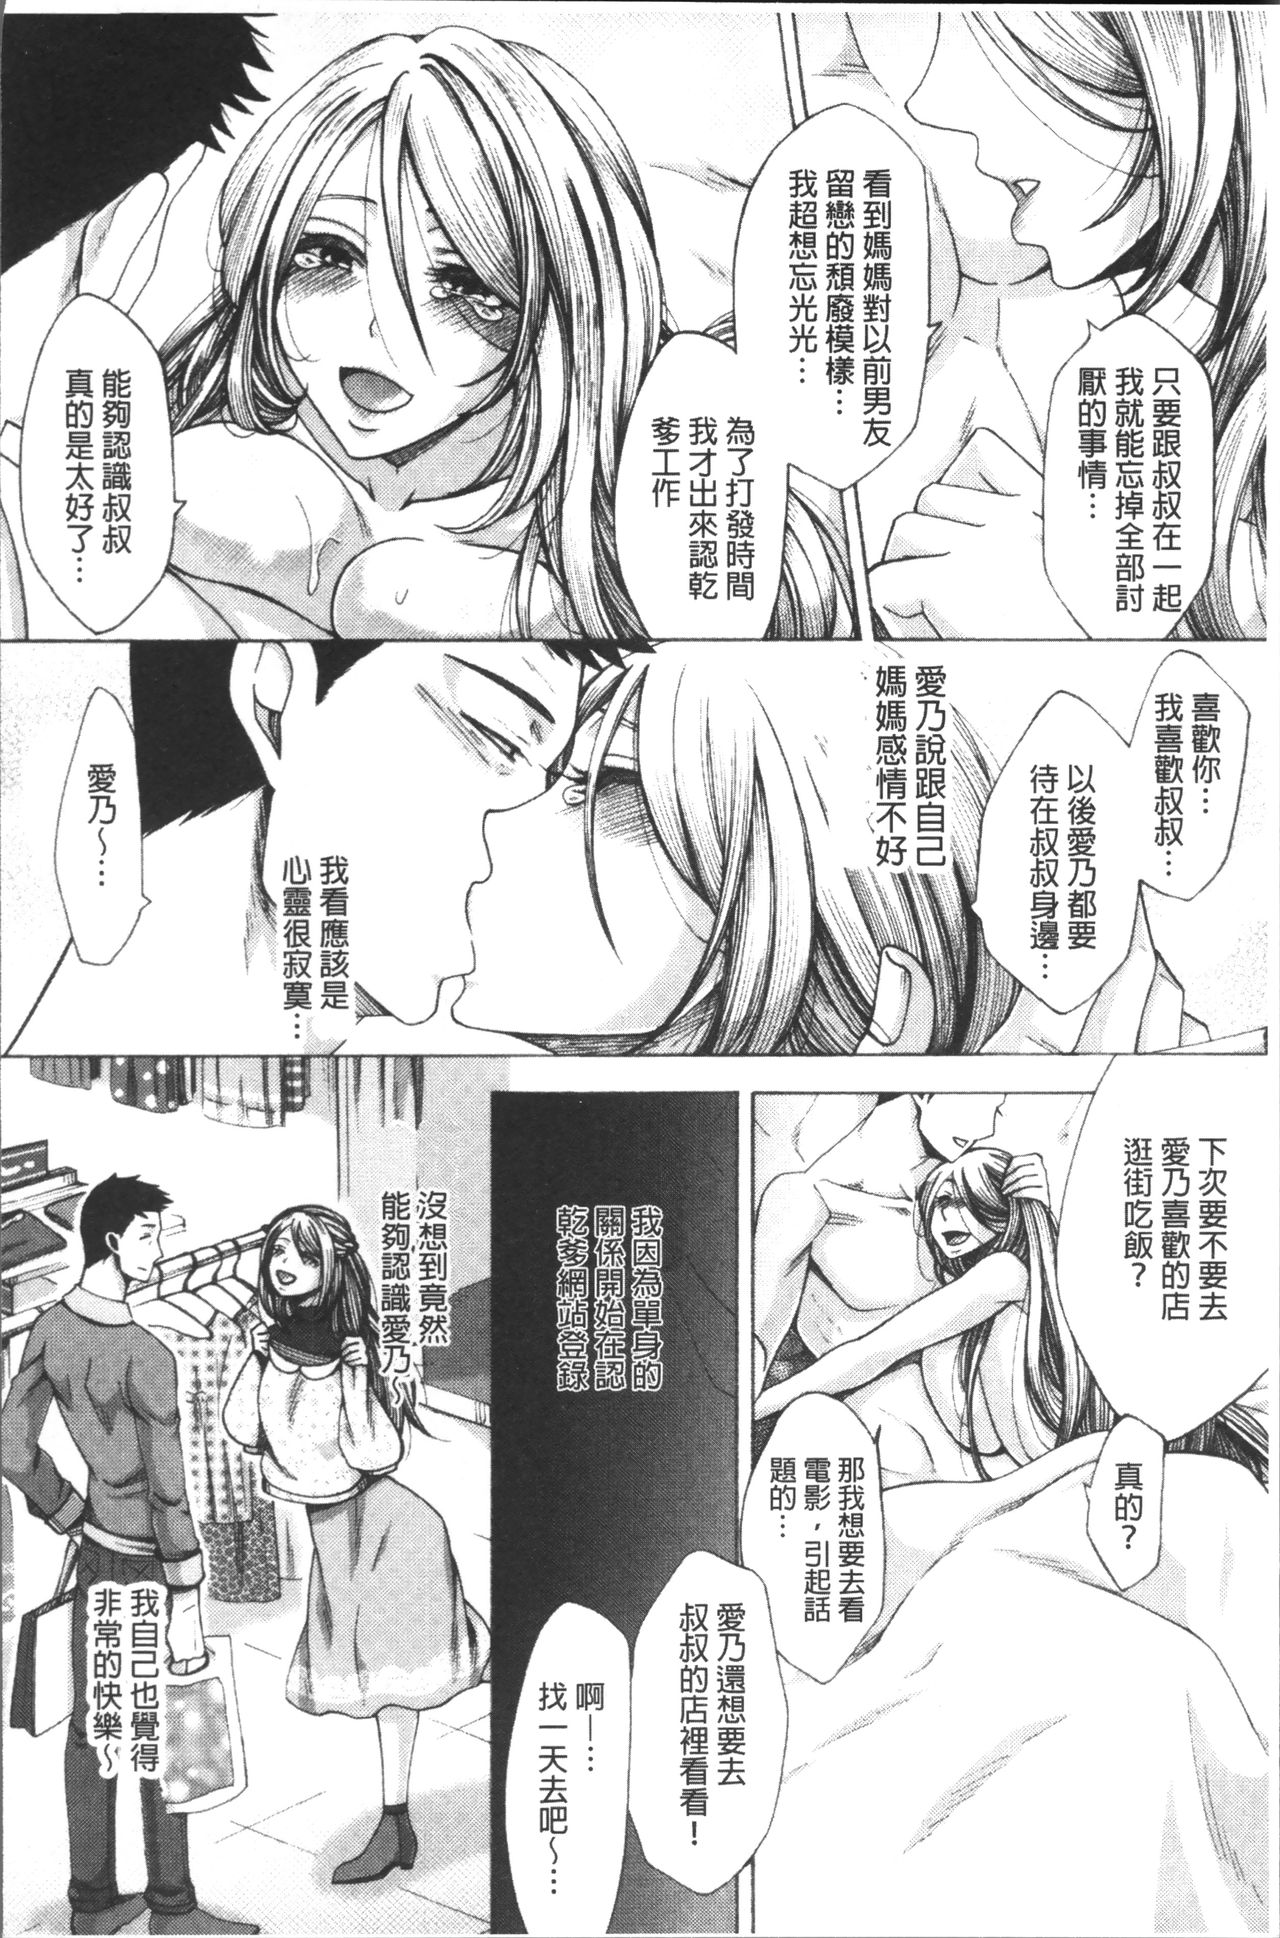 只要跟叔叔在一起
我就能忘掉全部討
厭的事情…
看到媽媽對以前男友
留戀的頹廢模樣…
我超想忘光光…
為了打發時間
我才出來認乾
爹工作
能夠認識叔叔
真的是太好了…
喜歡你…
我喜歡叔叔…
以後愛乃都要
待在叔叔身邊…
愛乃說跟自己
媽媽感情不好
我看應該是
心靈很寂寞…
愛乃～…
下次要不要去
愛乃喜歡的店
逛街吃飯？
真的？
那我想要去看
電影，引起話
題的…
愛乃還想要去
叔叔的店裡看看！
啊—…
找一天去吧～…
我因為單身的
關係開始在認
乾爹網站登錄
沒想到竟然
能夠認識愛乃～
我自己也覺得
非常的快樂～